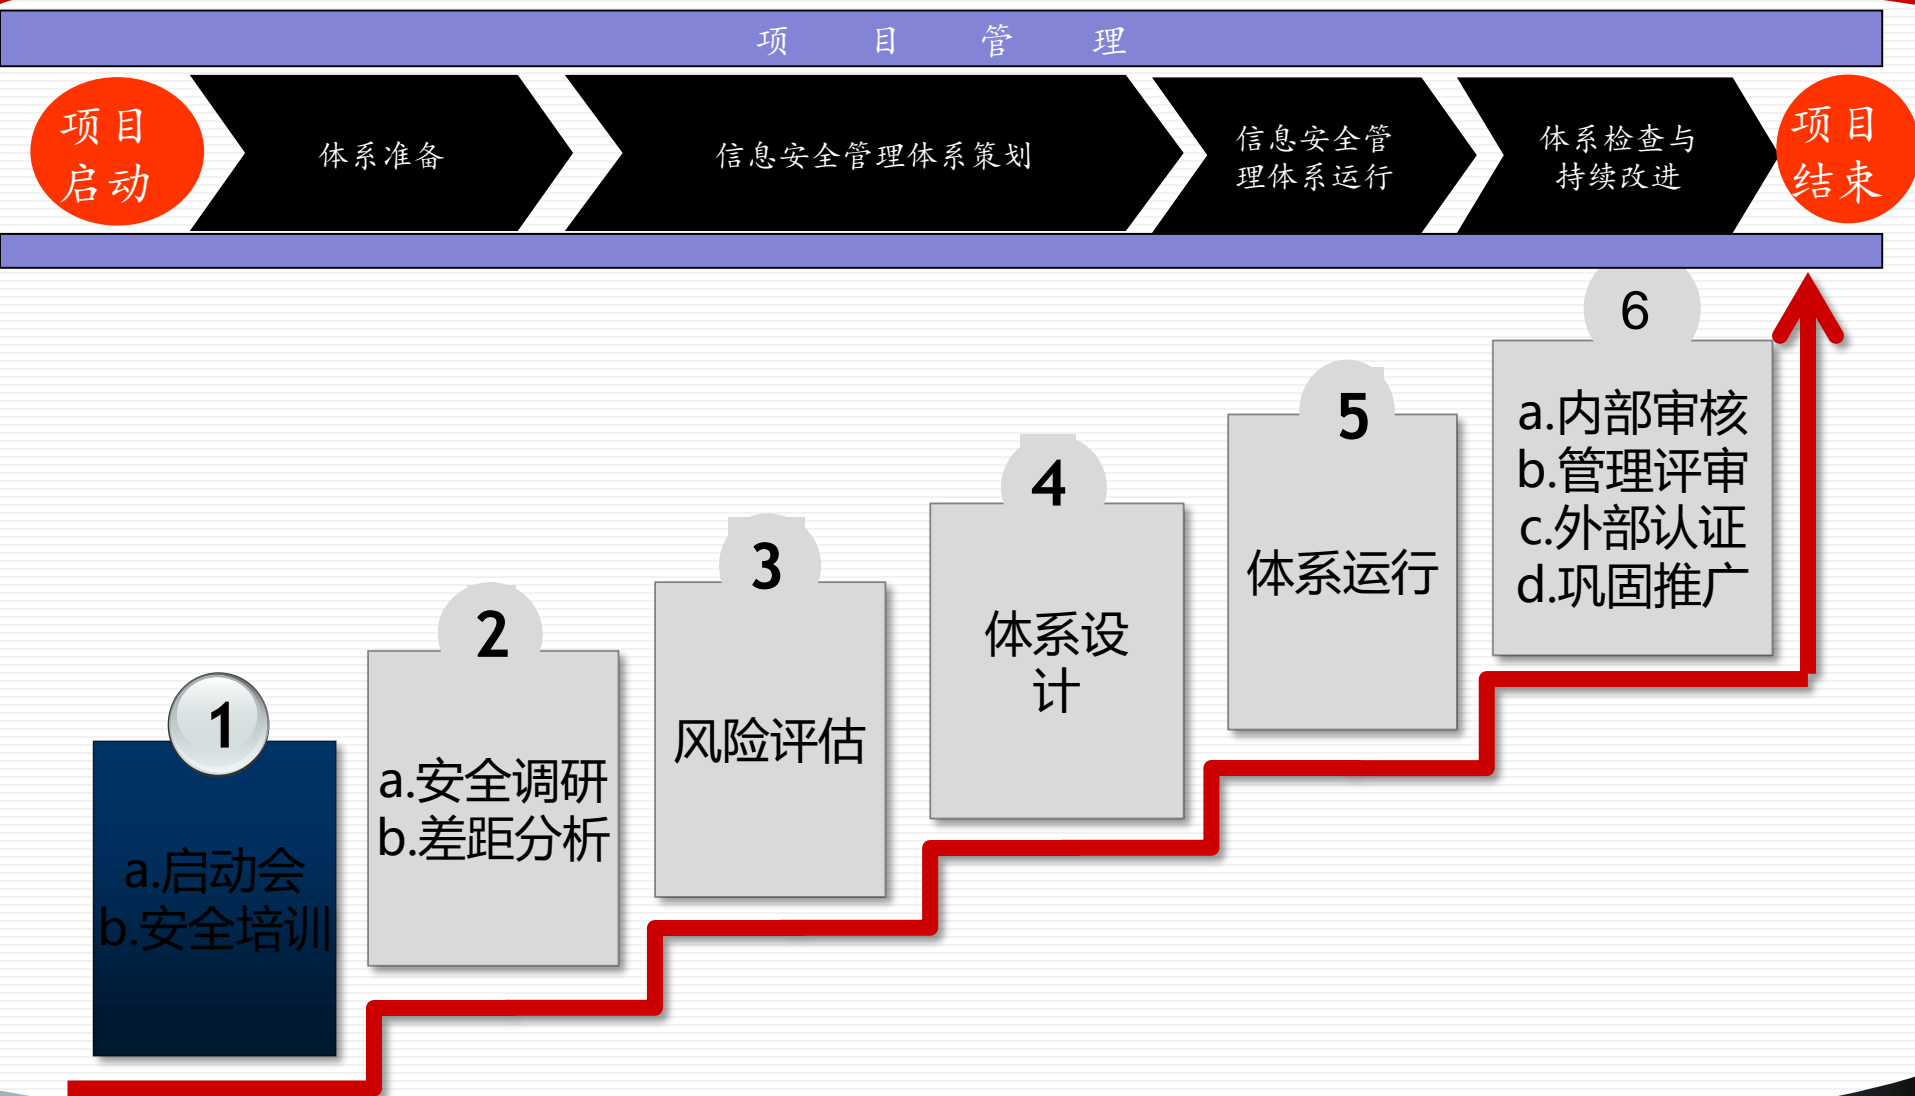 项 目 管 理
项目
启动
体系准备
信息安全管理体系策划
信息安全管
理体系运行
体系检查与
持续改进
项目
结束
6
a.内部审核
b.管理评审
c.外部认证
d.巩固推广
5
体系运行
4
体系设
计
3
风险评估
2
a.安全调研
b.差距分析
1
a.启动会
b.安全培训